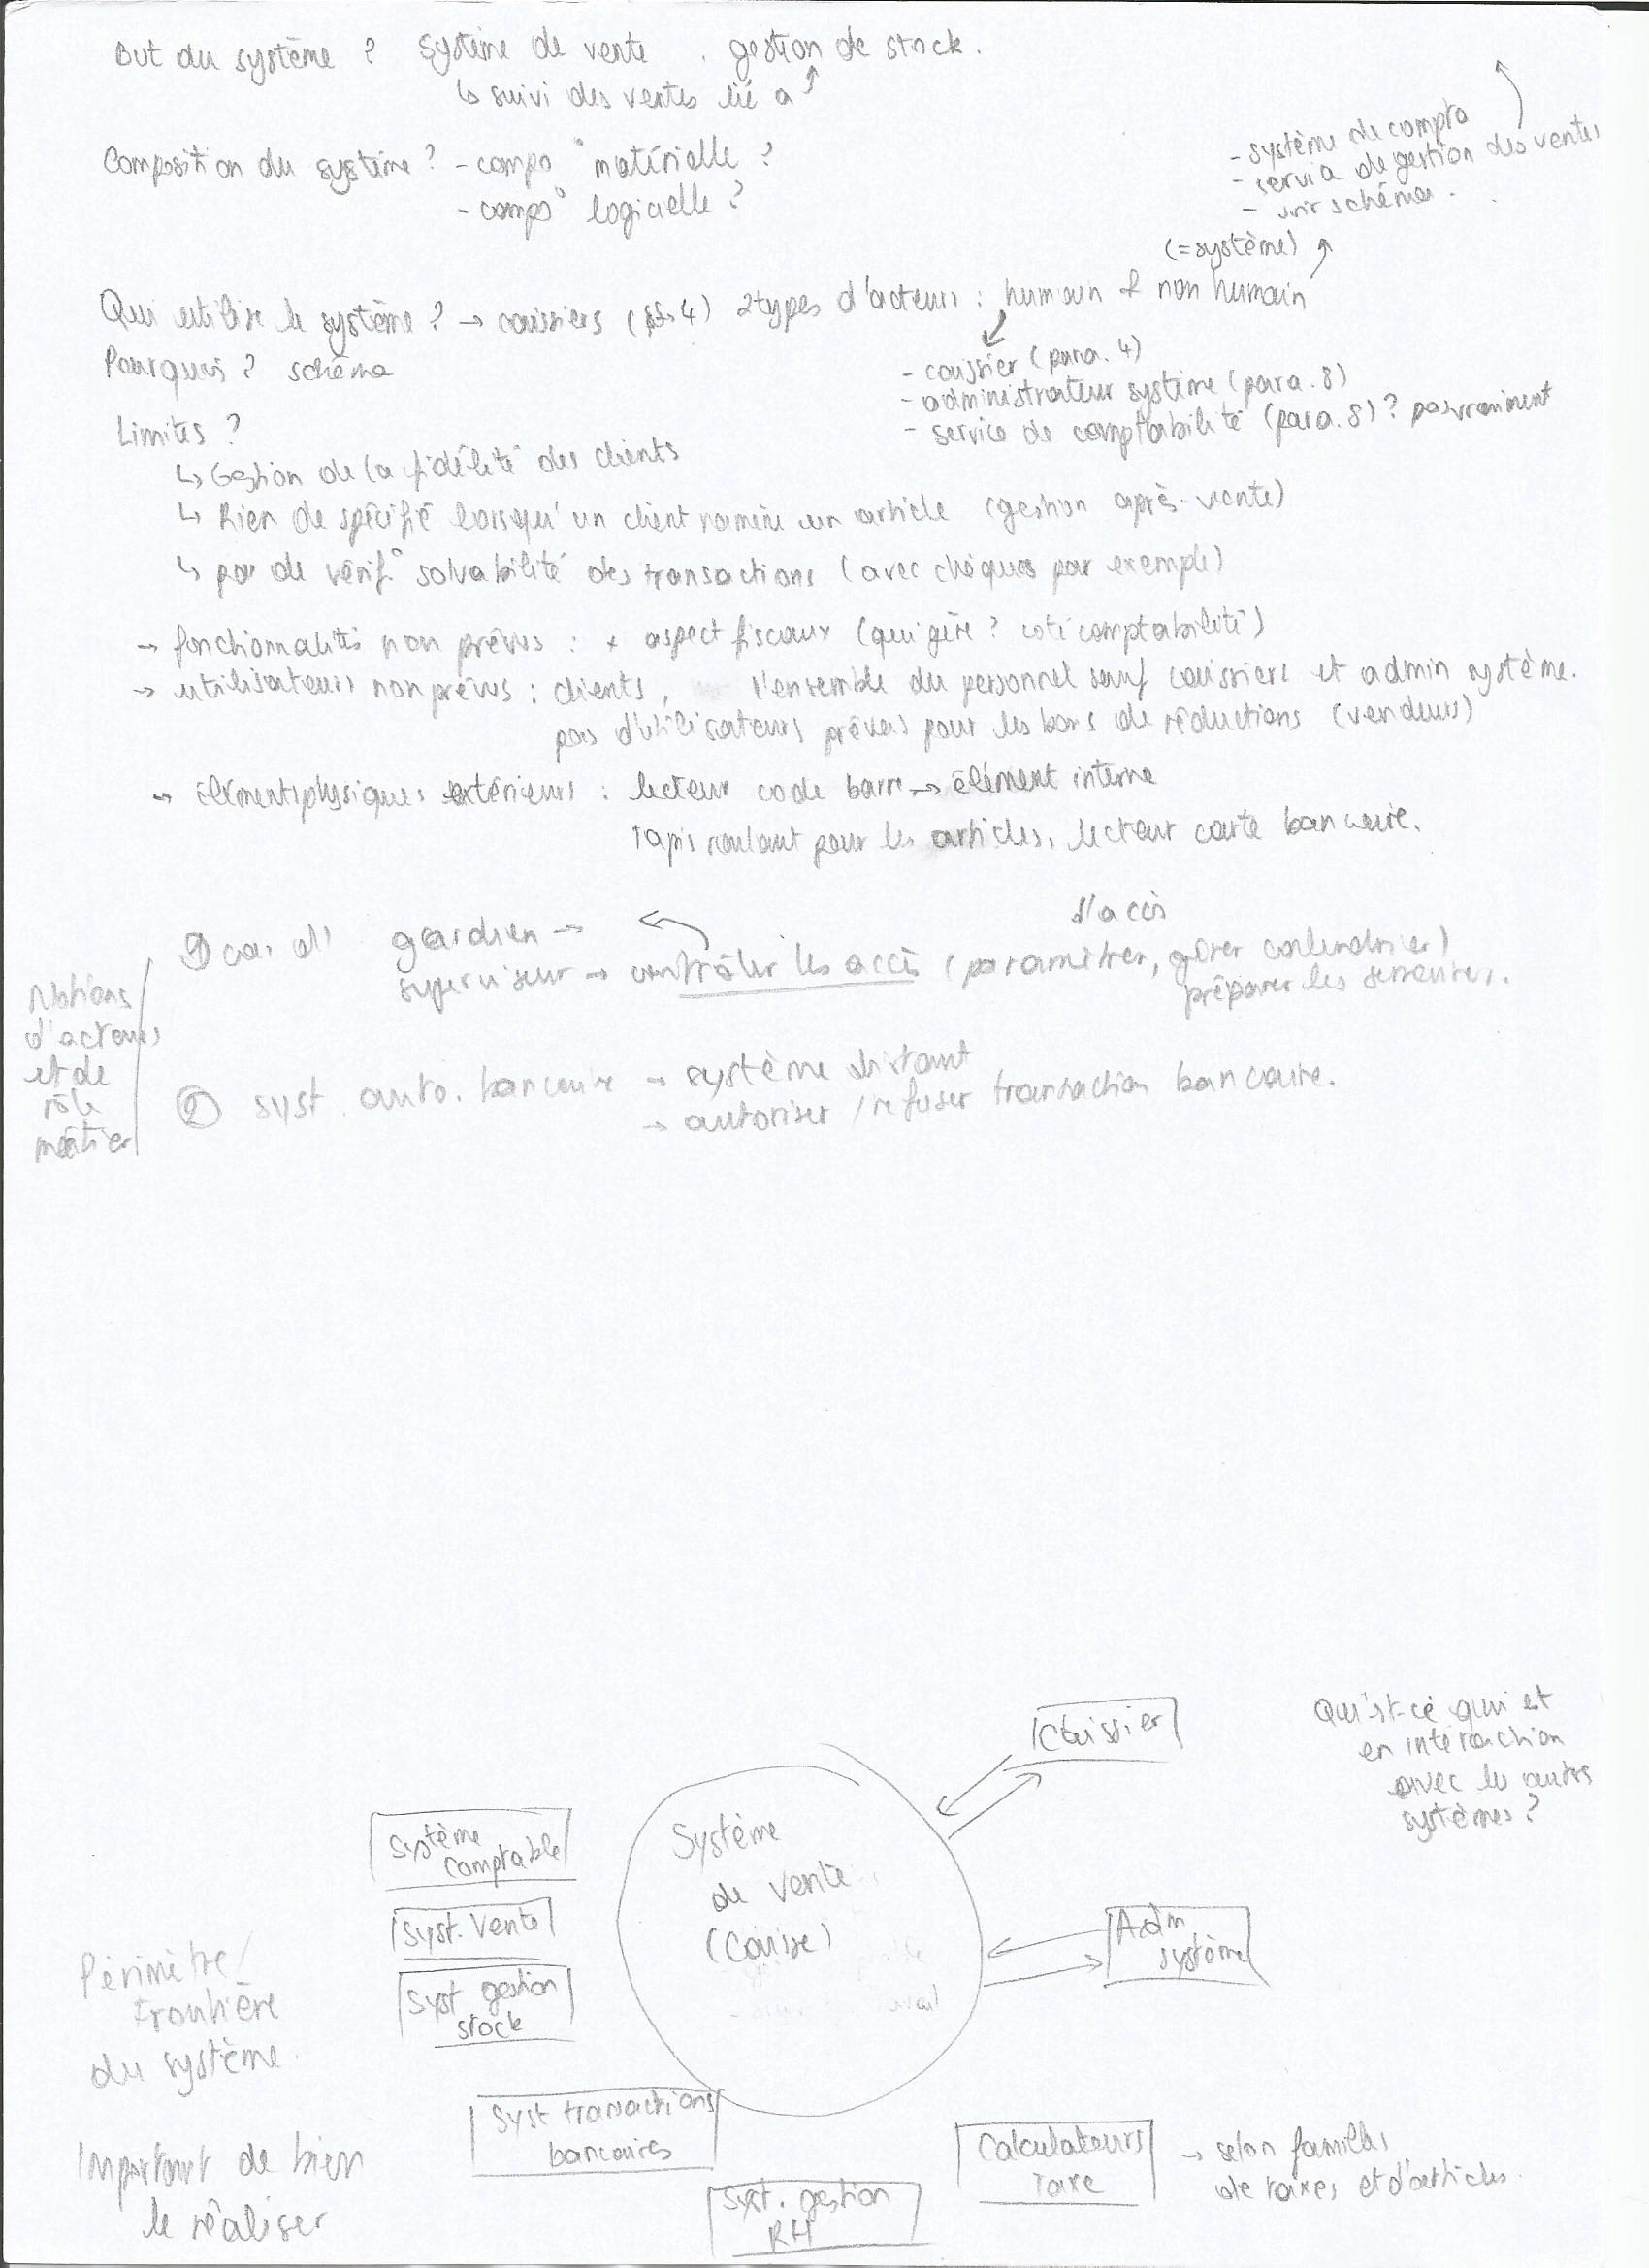 But du système ? système de vente . gestion de stock.
↳ suivi des ventes lié a
Composition du système ? - compo° matérielle ?
- compo° logicielle ?
- système de compta
- servia de gestion des ventes
- voir schéma.
(= système)
Qui utilise le système ? → caissiers ( 4) 2 types d'acteurs : humain & non humain
Pourquoi ? schéma
- caissier (para. 4)
- administrateur système (para. 8)
- service de comptabilité (para. 8) ? pas vraiment
Limites ?
↳ Gestion de la fidélité des clients
↳ Rien de spécifié lorsqu'un client ramène un article (gestion après-vente)
↳ pas de vérif° solvabilité des transactions (avec chèques par exemple)
→ fonctionnalités non prévus : × aspect fiscaux (qui gère ? coté comptabilité)
→ utilisateurs non prévus : clients, l'ensemble du personnel sauf caissiers et admin système.
pas d'utilisateurs prévus pour les bons de réductions (vendeurs)
→ éléments physiques extérieurs : lecteur code barre → élément interne
tapis roulant pour les articles, lecteur carte bancaire.
Notions
d'acteurs
et de
rôle
métier
① gardien →
d'accès
superviseur → contrôler les accès (paramétrer, gérer calendrier)
préparer les serrures.
② syst. auto. bancaire → système distant
→ autoriser / refuser transaction bancaire.
Caissier
Qu'est-ce qui est
en intéraction
avec les autres
systèmes ?
Système
comptable
Système
de vente
(Caisse)
Syst. Vente
Adm
système
Syst gestion
stock
Périmètre /
frontière
du système.
Syst transactions
bancaires
Calculateurs
taxe
→ selon familles
de taxes et d'articles.
Important de bien
le réaliser
Syst. gestion
RH